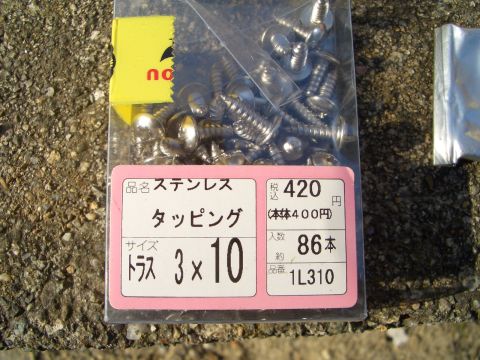 no
品名 ステンレス
タッピング
サイズ
トラス 3×10
税込 420円
(本体400円)
入数 約 86本
品番 1L310